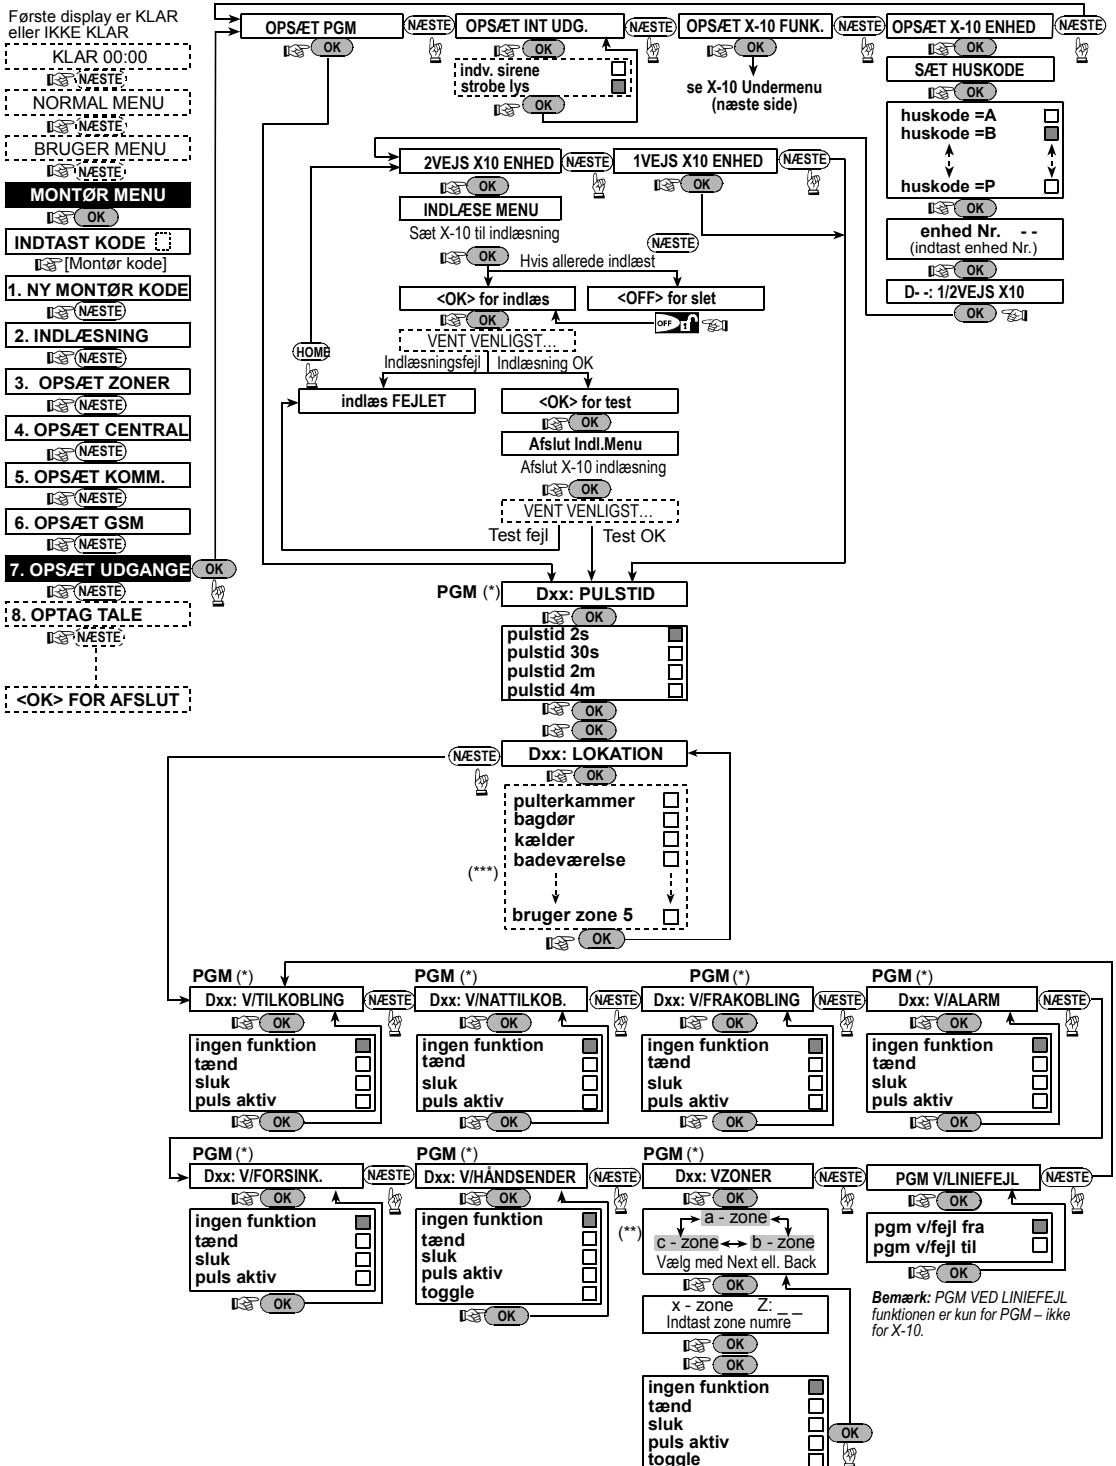 Første display er KLAR
eller IKKE KLAR
KLAR 00:00
NÆSTE
NORMAL MENU
NÆSTE
BRUGER MENU
NÆSTE
MONTØR MENU
OK
INDTAST KODE
[Montør kode]
1. NY MONTØR KODE
NÆSTE
2. INDLÆSNING
NÆSTE
3. OPSÆT ZONER
NÆSTE
4. OPSÆT CENTRAL
NÆSTE
5. OPSÆT KOMM.
NÆSTE
6. OPSÆT GSM
NÆSTE
7. OPSÆT UDGANGE
OK
NÆSTE
8. OPTAG TALE
NÆSTE
<OK> FOR AFSLUT
OPSÆT PGM
NÆSTE
OK
OPSÆT INT UDG.
NÆSTE
OK
indv. sirene
strobe lys
OK
OPSÆT X-10 FUNK.
NÆSTE
OK
se X-10 Undermenu
(næste side)
OPSÆT X-10 ENHED
NÆSTE
OK
SÆT HUSKODE
OK
huskode =A
huskode =B
huskode =P
OK
enhed Nr. - -
(indtast enhed Nr.)
OK
D- -: 1/2VEJS X10
OK
2VEJS X10 ENHED
NÆSTE
1VEJS X10 ENHED
NÆSTE
OK
OK
INDLÆSE MENU
Sæt X-10 til indlæsning
OK
NÆSTE
Hvis allerede indlæst
<OK> for indlæs
<OFF> for slet
OK
OFF
VENT VENLIGST…
HOME
Indlæsningsfejl
Indlæsning OK
indlæs FEJLET
<OK> for test
OK
Afslut Indl.Menu
Afslut X-10 indlæsning
OK
VENT VENLIGST…
Test fejl
Test OK
PGM (*)
Dxx: PULSTID
OK
pulstid 2s
pulstid 30s
pulstid 2m
pulstid 4m
OK
OK
NÆSTE
Dxx: LOKATION
OK
pulterkammer
bagdør
kælder
badeværelse
(***)
bruger zone 5
OK
PGM (*)
Dxx: V/TILKOBLING
NÆSTE
OK
ingen funktion
tænd
sluk
puls aktiv
OK
PGM (*)
Dxx: V/NATTILKOB.
NÆSTE
OK
ingen funktion
tænd
sluk
puls aktiv
OK
PGM (*)
Dxx: V/FRAKOBLING
NÆSTE
OK
ingen funktion
tænd
sluk
puls aktiv
OK
PGM (*)
Dxx: V/ALARM
NÆSTE
OK
ingen funktion
tænd
sluk
puls aktiv
OK
PGM (*)
Dxx: V/FORSINK.
NÆSTE
OK
ingen funktion
tænd
sluk
puls aktiv
OK
PGM (*)
Dxx: V/HÅNDSENDER
NÆSTE
OK
ingen funktion
tænd
sluk
puls aktiv
toggle
OK
PGM (*)
Dxx: VZONER
NÆSTE
OK
(**)
a - zone
c - zone
b - zone
Vælg med Next ell. Back
OK
x - zone Z: _ _
Indtast zone numre
OK
OK
ingen funktion
tænd
sluk
puls aktiv
toggle
OK
PGM V/LINIEFEJL
NÆSTE
OK
pgm v/fejl fra
pgm v/fejl til
OK
Bemærk: PGM VED LINIEFEJL
funktionen er kun for PGM – ikke
for X-10.